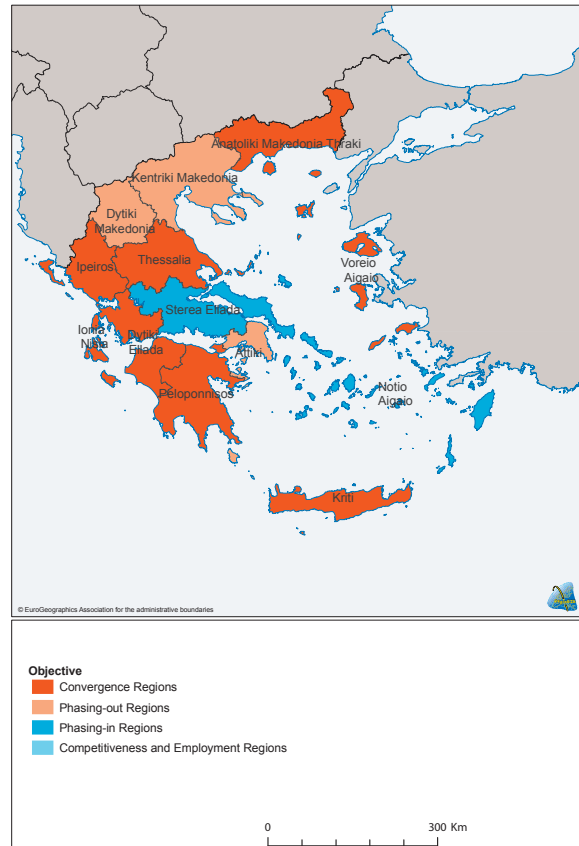 Anatoliki Makedonia Thraki
Kentriki Makedonia
Dytiki
Makedonia
Ipeiros
Thessalia
Voreio
Aigaio
Sterea Ellada
Ionia
Nisia
Dytiki
Ellada
Attiki
Notio
Aigaio
Peloponnisos
Kriti
© EuroGeographics Association for the administrative boundaries
Objective
Convergence Regions
Phasing-out Regions
Phasing-in Regions
Competitiveness and Employment Regions
0 300 Km